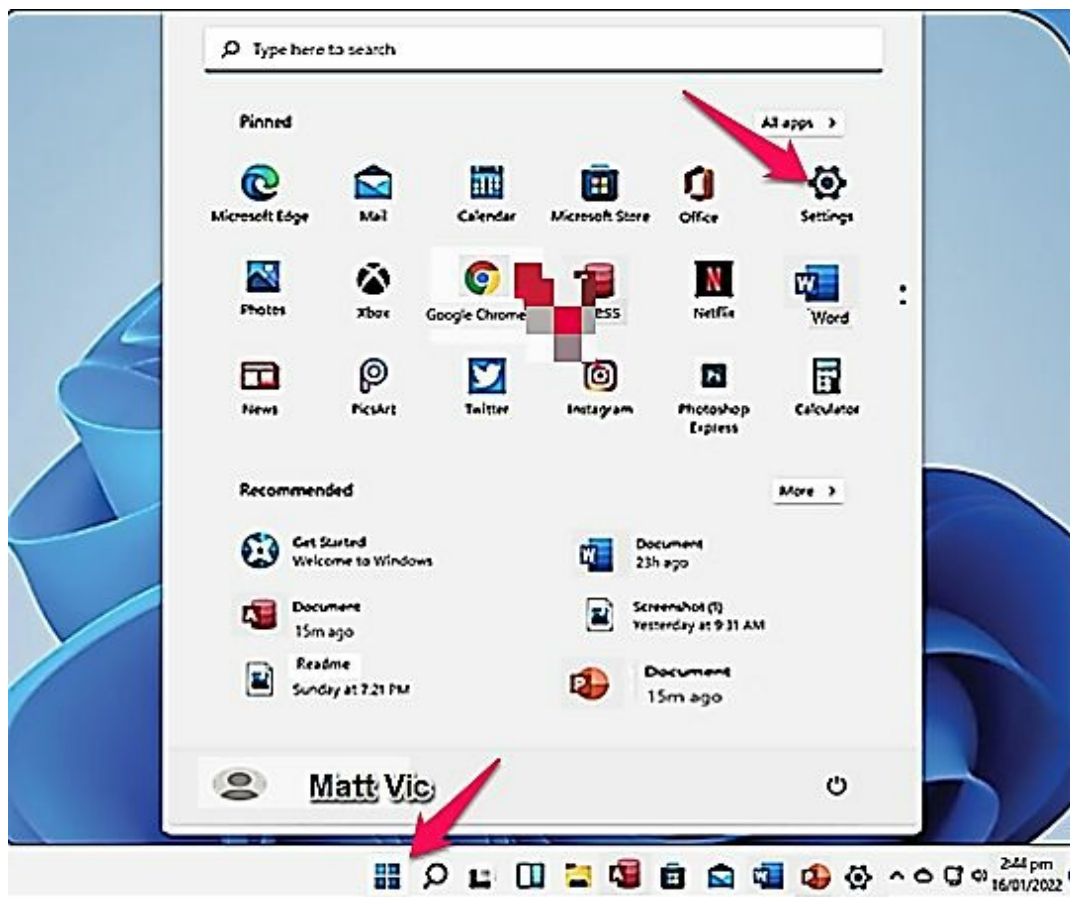 Type here to search
Pinned
All apps >
Microsoft Edge
Mail
Calendar
Microsoft Store
Office
Settings
Photos
Xbox
Google Chrome
ess
Netflix
Word
News
PicsArt
Twitter
Instagram
Photoshop
Express
Calculator
Recommended
More >
Get Started
Welcome to Windows
Document
23h ago
Document
15m ago
Screenshot (1)
Yesterday at 9:31 AM
Readme
Sunday at 7:21 PM
Document
15m ago
Matt Vic
2:44 pm
16/01/2022